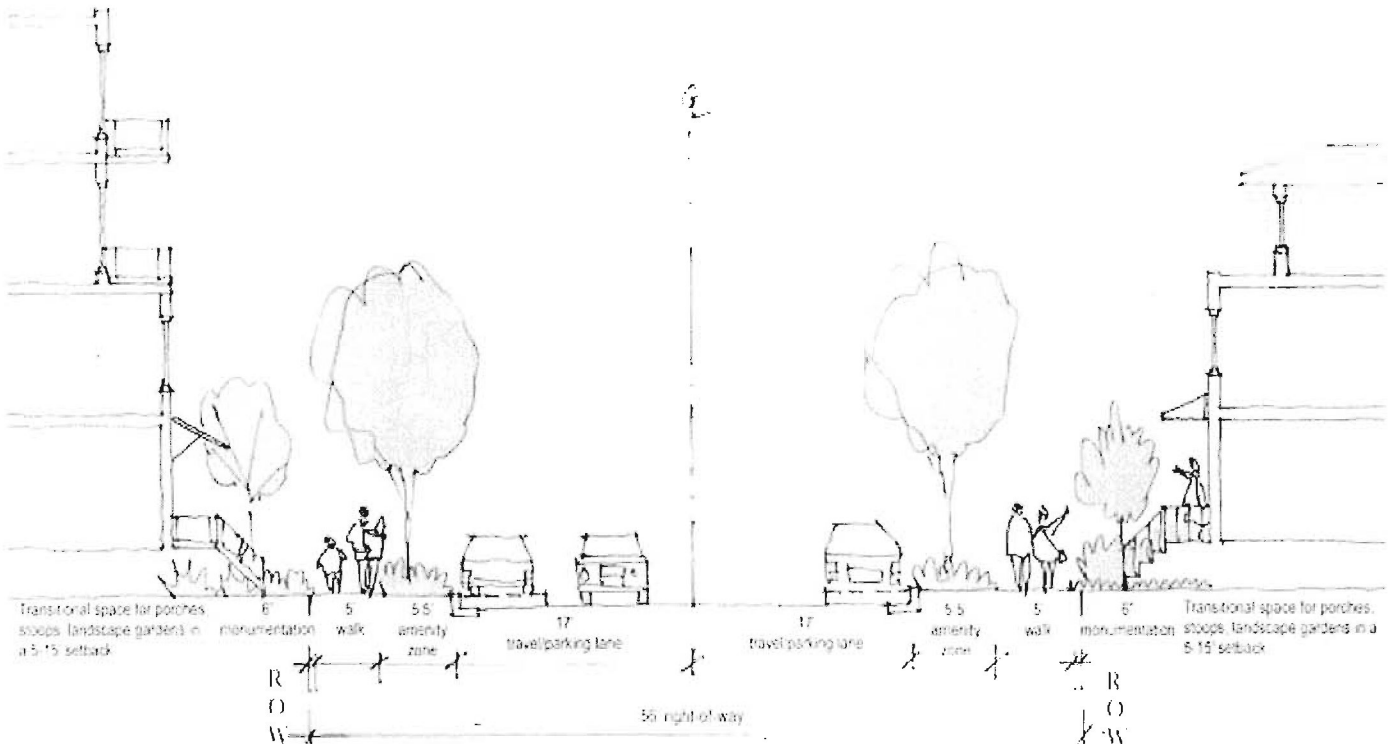 ℄
Transitional space for porches,
stoops, landscape gardens in
a 5-15' setback
6"
monumentation
5'
walk
5.5'
amenity
zone
17'
travel/parking lane
17'
travel/parking lane
5.5'
amenity
zone
5'
walk
6"
monumentation
Transitional space for porches,
stoops, landscape gardens in a
5-15' setback
ROW
56' right-of-way
ROW